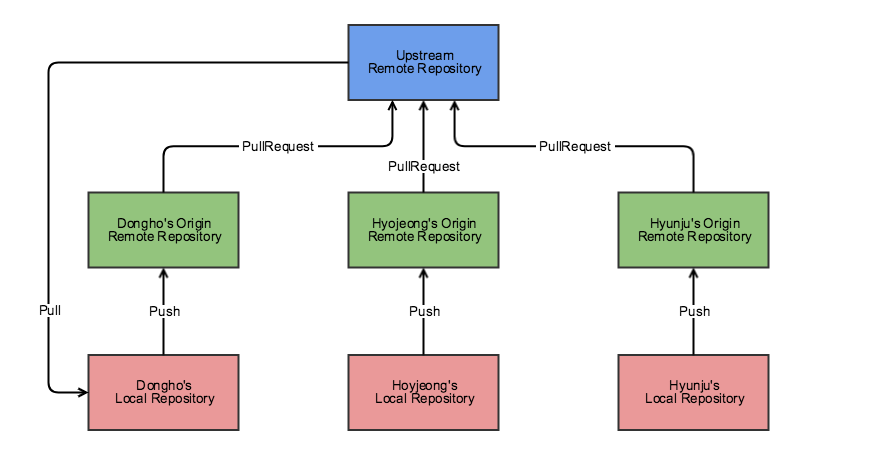 Upstream
Remote Repository
PullRequest
PullRequest
PullRequest
Dongho's Origin
Remote Repository
Hyojeong's Origin
Remote Repository
Hyunju's Origin
Remote Repository
Pull
Push
Push
Push
Dongho's
Local Repository
Hoyjeong's
Local Repository
Hyunju's
Local Repository